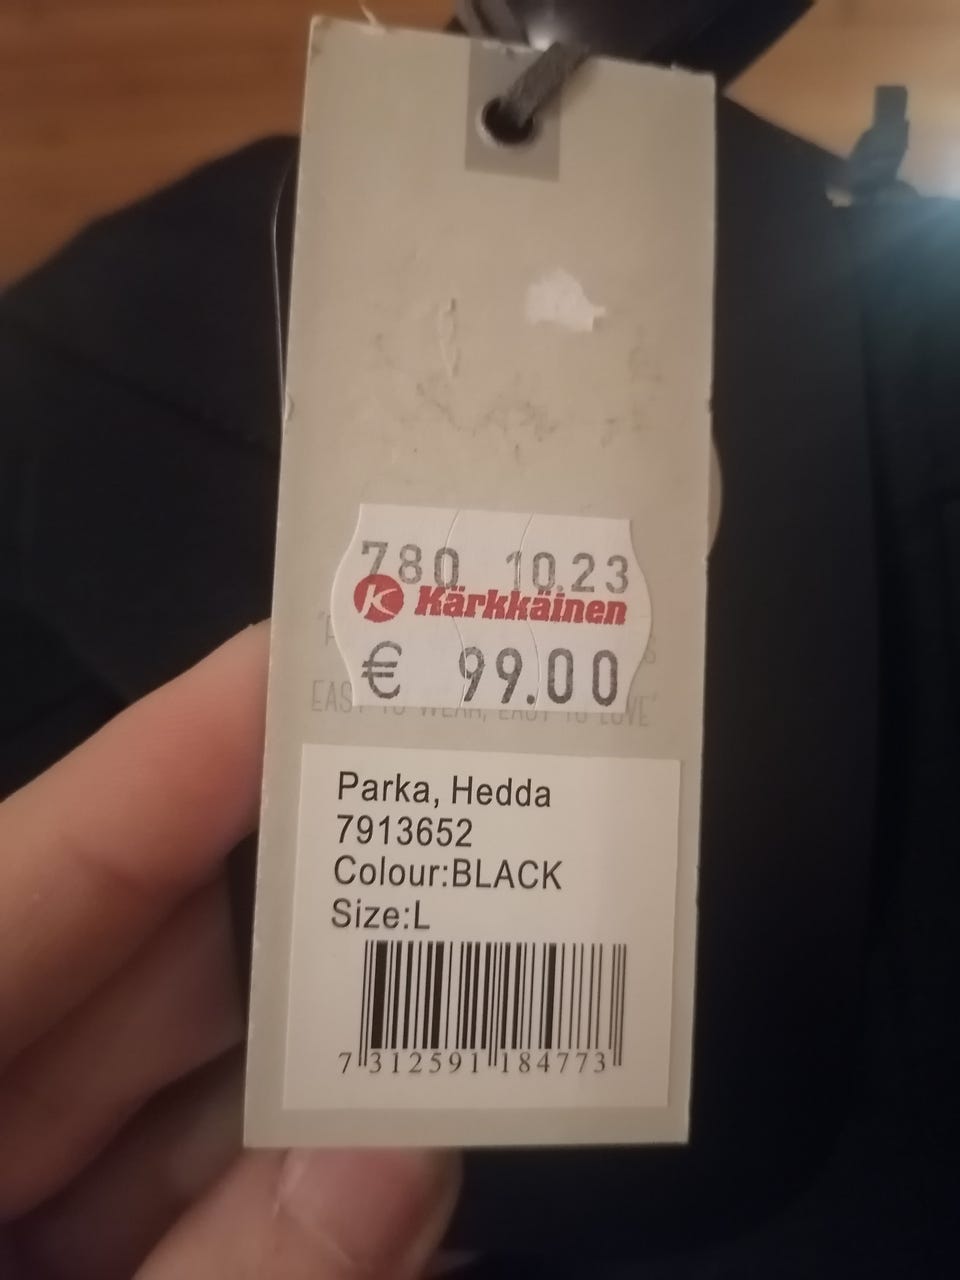 780 10.23
K Kärkkäinen
€ 99.00
EASY TO WEAR, EASY TO LOVE"
Parka, Hedda
7913652
Colour:BLACK
Size:L
7 312591 184773